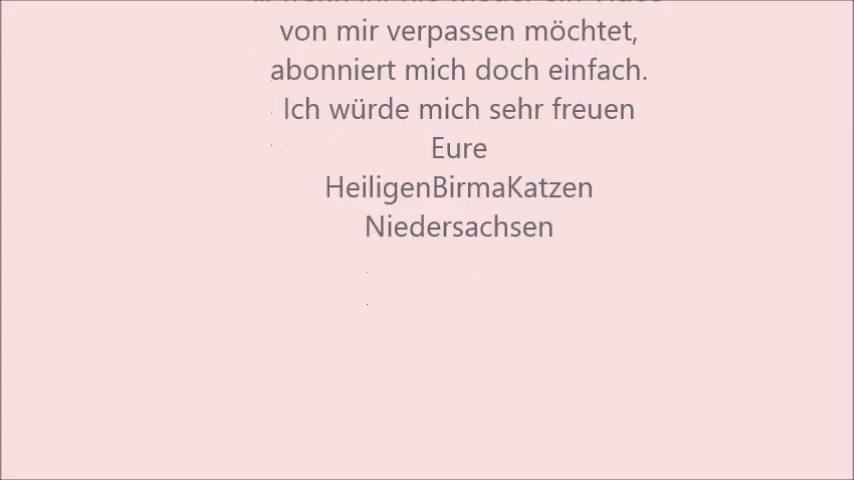 von mir verpassen möchtet,
abonniert mich doch einfach.
Ich würde mich sehr freuen
Eure
HeiligenBirmaKatzen
Niedersachsen